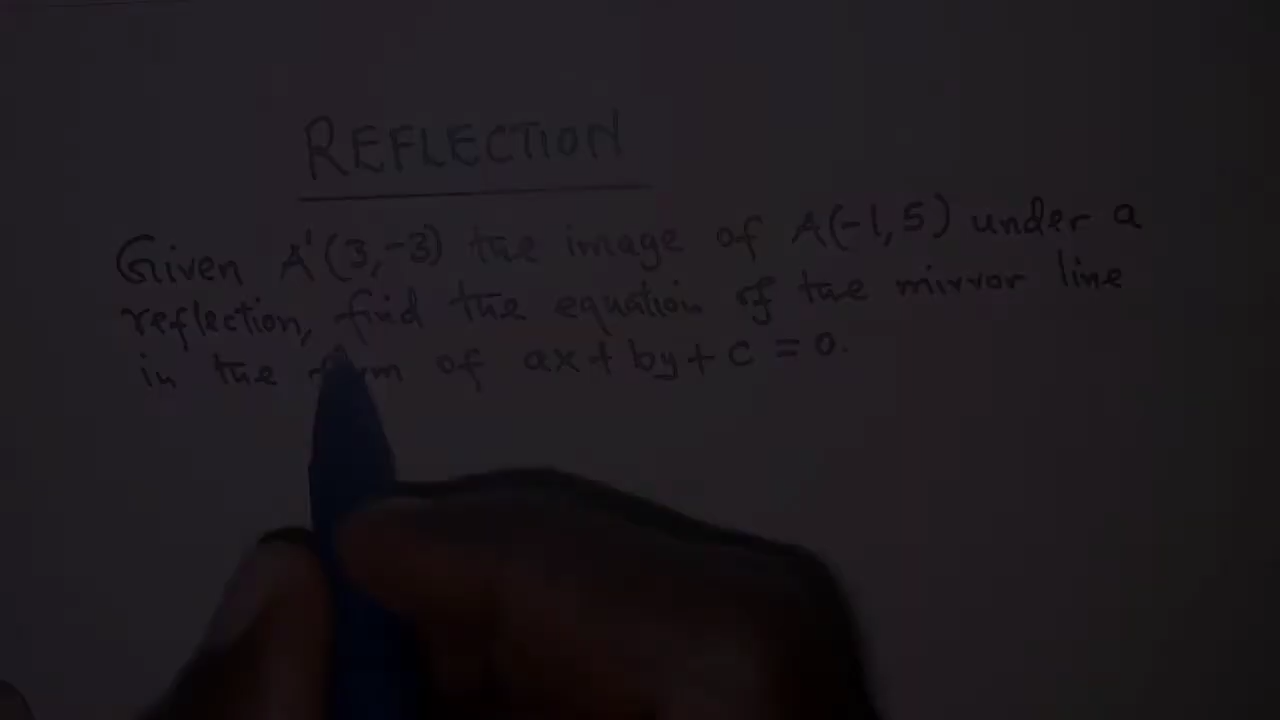 REFLECTION
Given A'(3,-3) the image of A(-1,5) under a
reflection, find the equation of the mirror line
in the form of ax + by + c = 0.